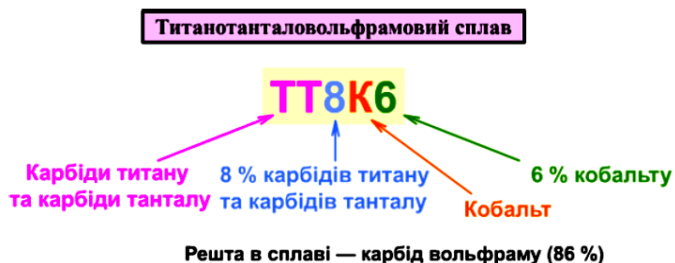 Титанотанталовольфрамовий сплав
ТТ8К6
Карбіди титану
та карбіди танталу
8 % карбідів титану
та карбідів танталу
Кобальт
6 % кобальту
Решта в сплаві — карбід вольфраму (86 %)